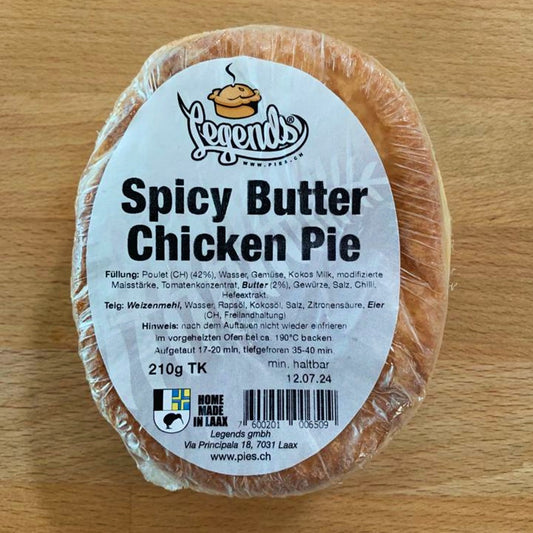 Legends®
WWW.PIES.CH
Spicy Butter
Chicken Pie
Füllung: Poulet (CH) (42%), Wasser, Gemüse, Kokos Milk, modifizierte
Maisstärke, Tomatenkonzentrat, Butter (2%), Gewürze, Salz, Chilli,
Hefeextrakt.
Teig: Weizenmehl, Wasser, Rapsöl, Kokosöl, Salz, Zitronensäure, Eier
(CH, Freilandhaltung)
Hinweis: nach dem Auftauen nicht wieder einfrieren
im vorgeheizten Ofen bei ca. 190°C backen.
Aufgetaut 17-20 min, tiefgefroren 35-40 min.
210g TK
min. haltbar
12.07.24
HOME
MADE
IN LAAX
7 600201 006509
Legends gmbh
Via Principala 18, 7031 Laax
www.pies.ch